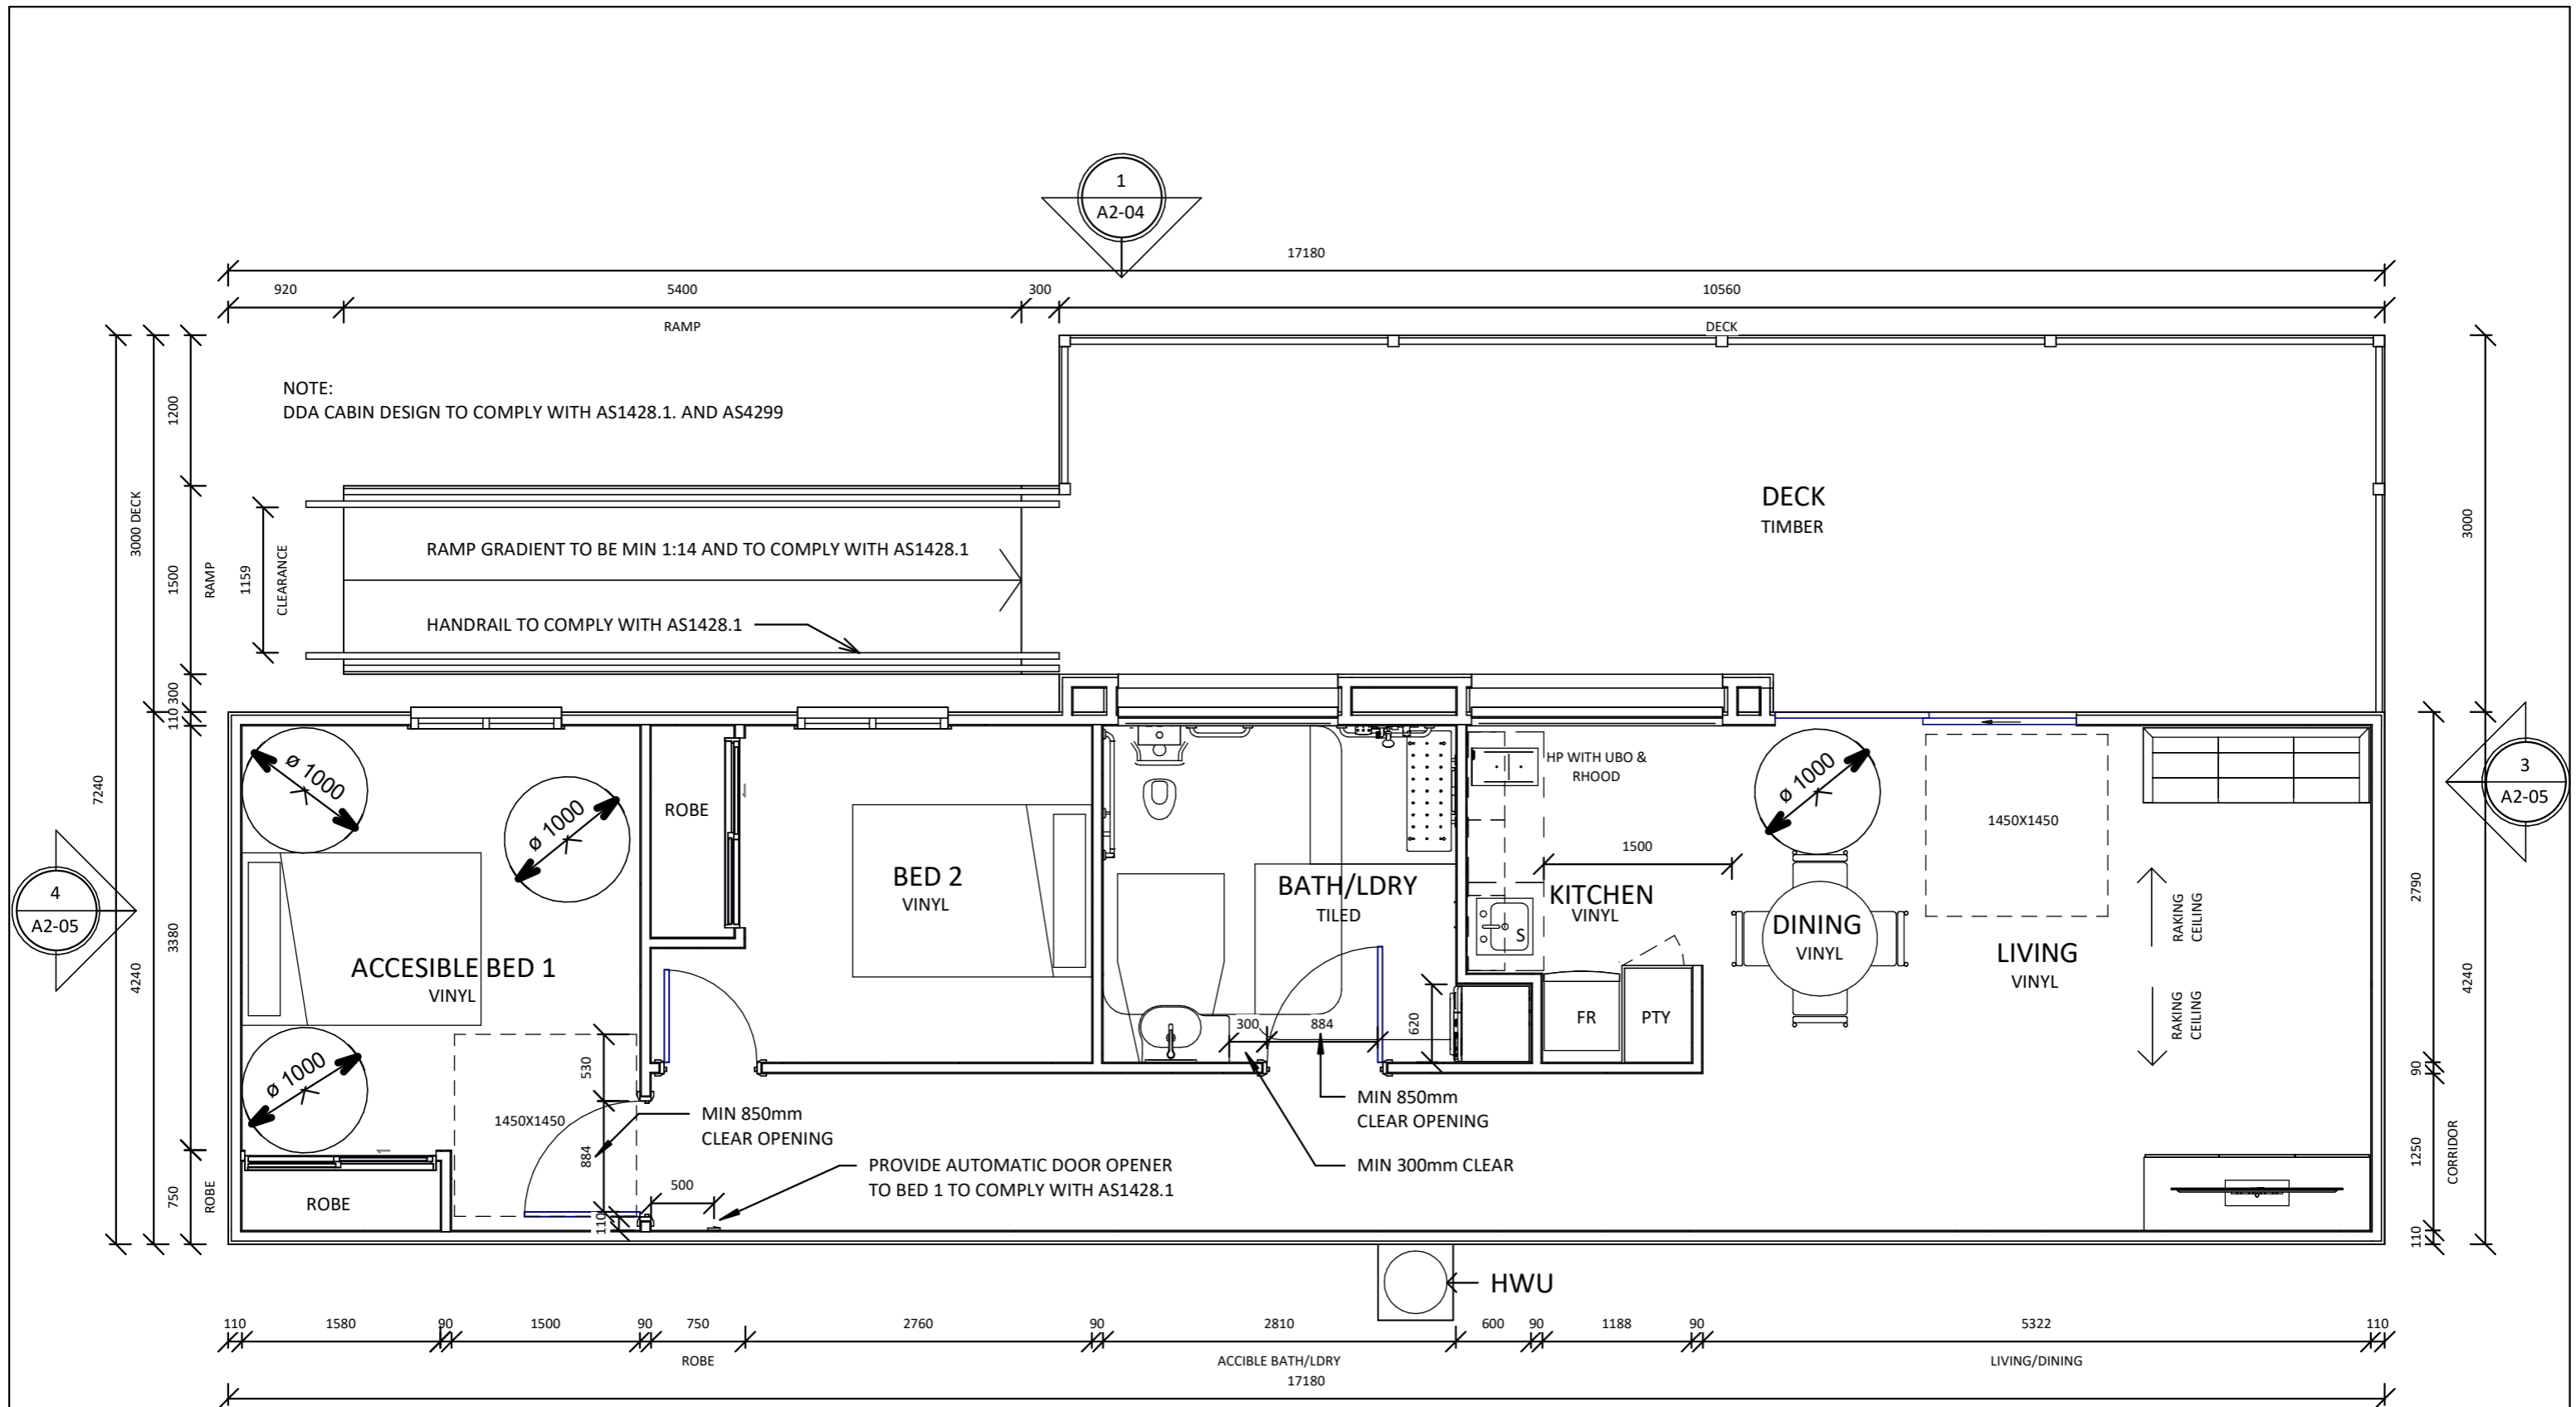 1
A2-04
17180
920
5400
300
10560
RAMP
DECK
NOTE:
DDA CABIN DESIGN TO COMPLY WITH AS1428.1. AND AS4299
1200
3000 DECK
1500
RAMP
1159
CLEARANCE
RAMP GRADIENT TO BE MIN 1:14 AND TO COMPLY WITH AS1428.1
HANDRAIL TO COMPLY WITH AS1428.1
DECK
TIMBER
3000
300
110
7240
4240
3380
750
ROBE
4
A2-05
3
A2-05
ø 1000
ø 1000
ø 1000
ACCESIBLE BED 1
VINYL
ROBE
BED 2
VINYL
BATH/LDRY
TILED
HP WITH UBO &
RHOOD
1500
KITCHEN
VINYL
S
FR
PTY
ø 1000
DINING
VINYL
1450X1450
LIVING
VINYL
RAKING
CEILING
RAKING
CEILING
2790
4240
90
1250
CORRIDOR
110
530
1450X1450
884
110
ROBE
500
MIN 850mm
CLEAR OPENING
PROVIDE AUTOMATIC DOOR OPENER
TO BED 1 TO COMPLY WITH AS1428.1
300
884
620
MIN 850mm
CLEAR OPENING
MIN 300mm CLEAR
HWU
110
1580
90
1500
90
750
2760
90
2810
600
90
1188
90
5322
110
ROBE
ACCIBLE BATH/LDRY
LIVING/DINING
17180